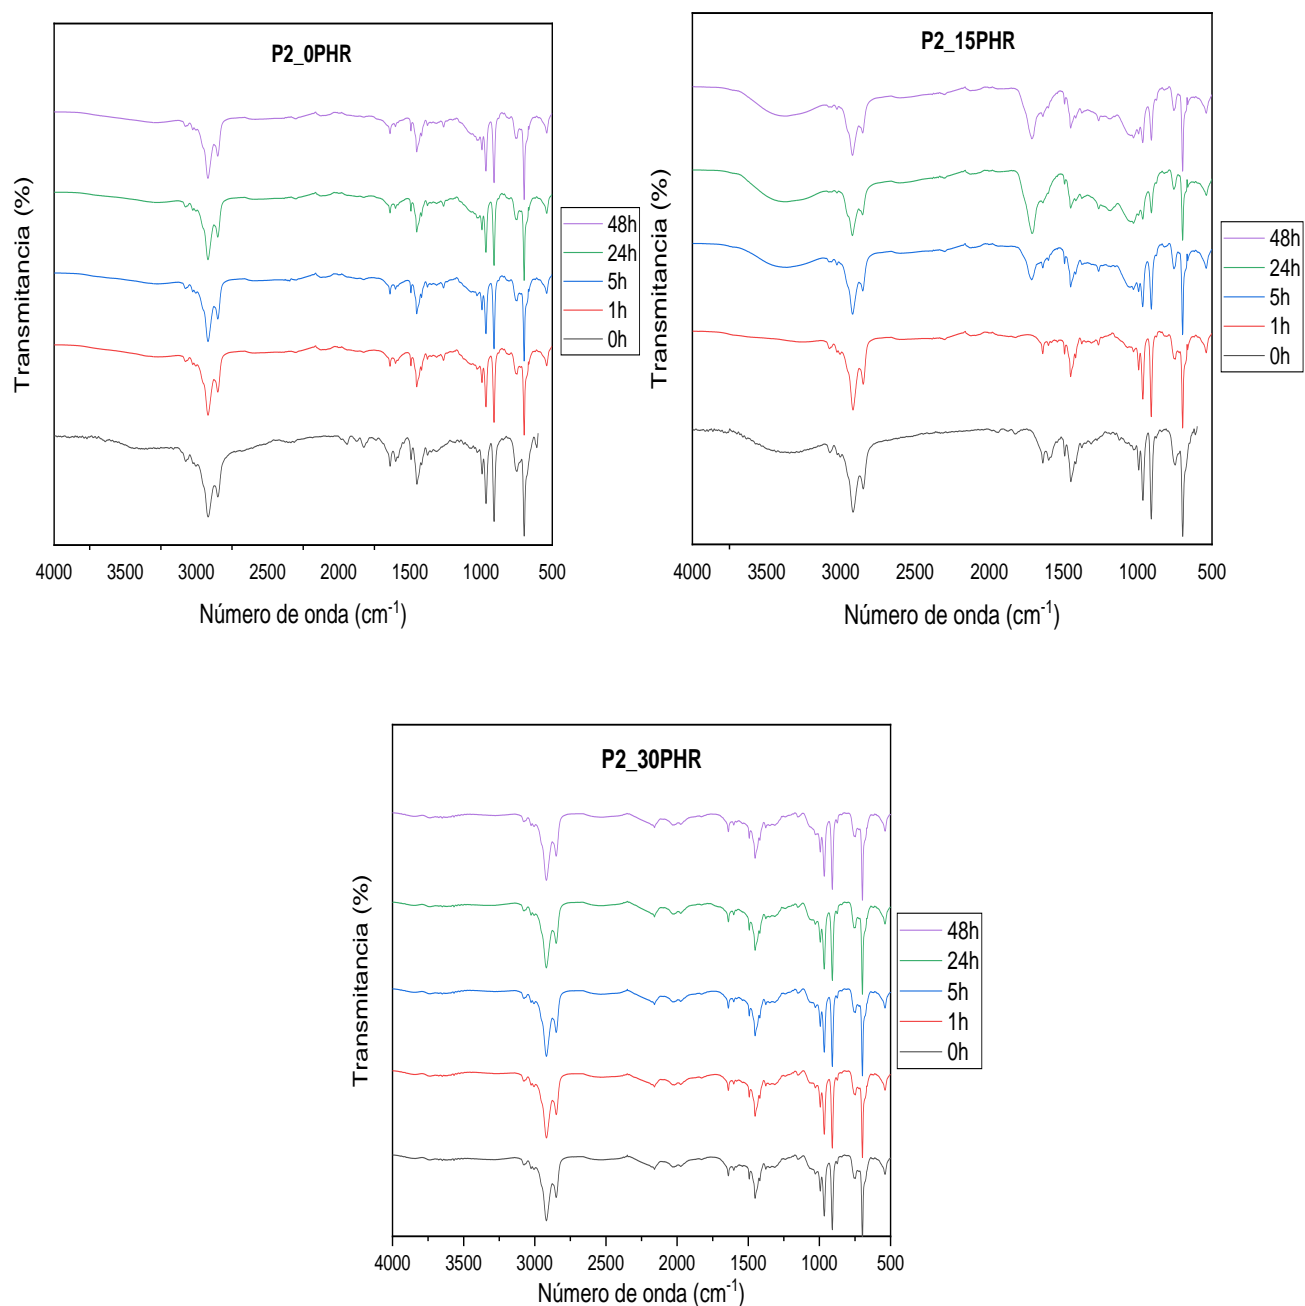 P2_0PHR
Transmitancia (%)
48h
24h
5h
1h
0h
4000 3500 3000 2500 2000 1500 1000 500
Número de onda (cm-1)
P2_15PHR
Transmitancia (%)
48h
24h
5h
1h
0h
4000 3500 3000 2500 2000 1500 1000 500
Número de onda (cm-1)
P2_30PHR
Transmitancia (%)
48h
24h
5h
1h
0h
4000 3500 3000 2500 2000 1500 1000 500
Número de onda (cm-1)